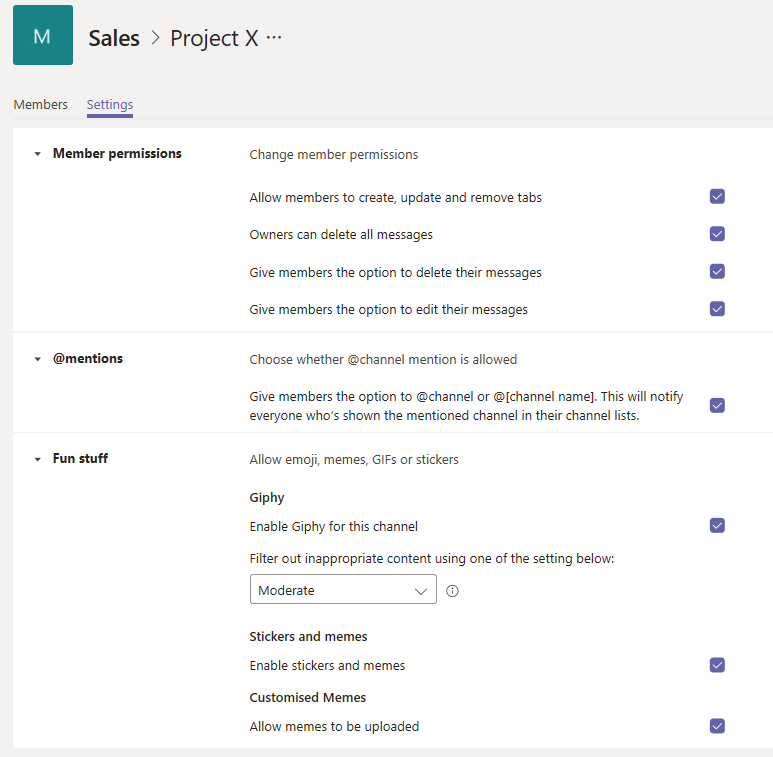 M
Sales > Project X ...
Members Settings
Member permissions Change member permissions
Allow members to create, update and remove tabs
Owners can delete all messages
Give members the option to delete their messages
Give members the option to edit their messages
@mentions Choose whether @channel mention is allowed
Give members the option to @channel or @[channel name]. This will notify
everyone who's shown the mentioned channel in their channel lists.
Fun stuff Allow emoji, memes, GIFs or stickers
Giphy
Enable Giphy for this channel
Filter out inappropriate content using one of the setting below:
Moderate
Stickers and memes
Enable stickers and memes
Customised Memes
Allow memes to be uploaded